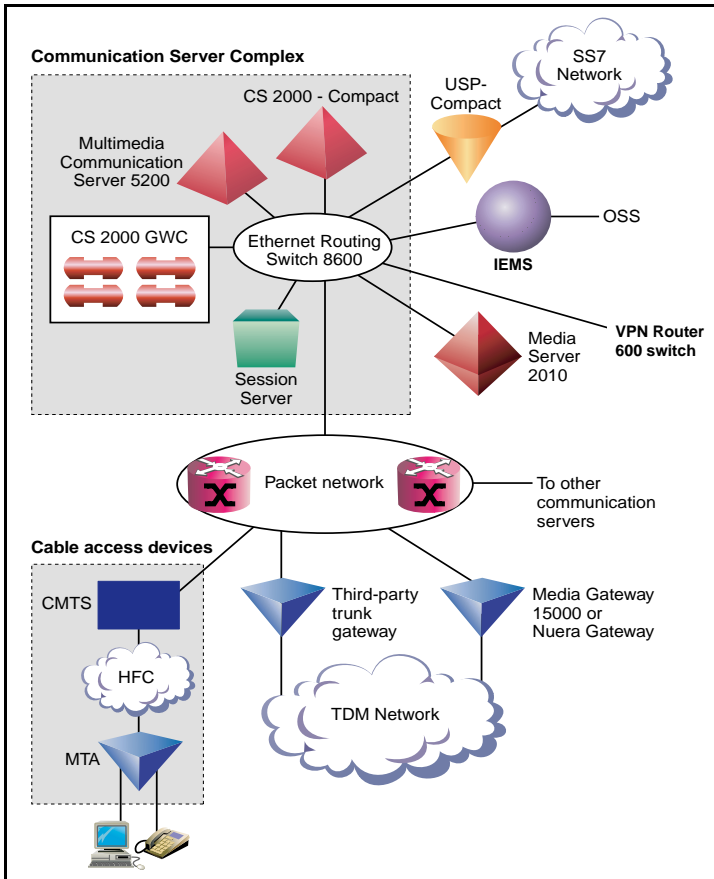 Communication Server Complex
SS7
Network
CS 2000 - Compact
USP-
Compact
Multimedia
Communication
Server 5200
CS 2000 GWC
Ethernet Routing
Switch 8600
OSS
IEMS
VPN Router
600 switch
Media
Server
2010
Session
Server
Packet network
To other
communication
servers
Cable access devices
CMTS
Third-party
trunk
gateway
Media Gateway
15000 or
Nuera Gateway
HFC
TDM Network
MTA